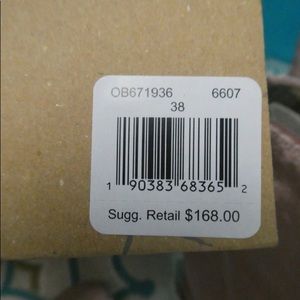 OB671936 6607
38
1 90383 68365 2
Sugg. Retail $168.00